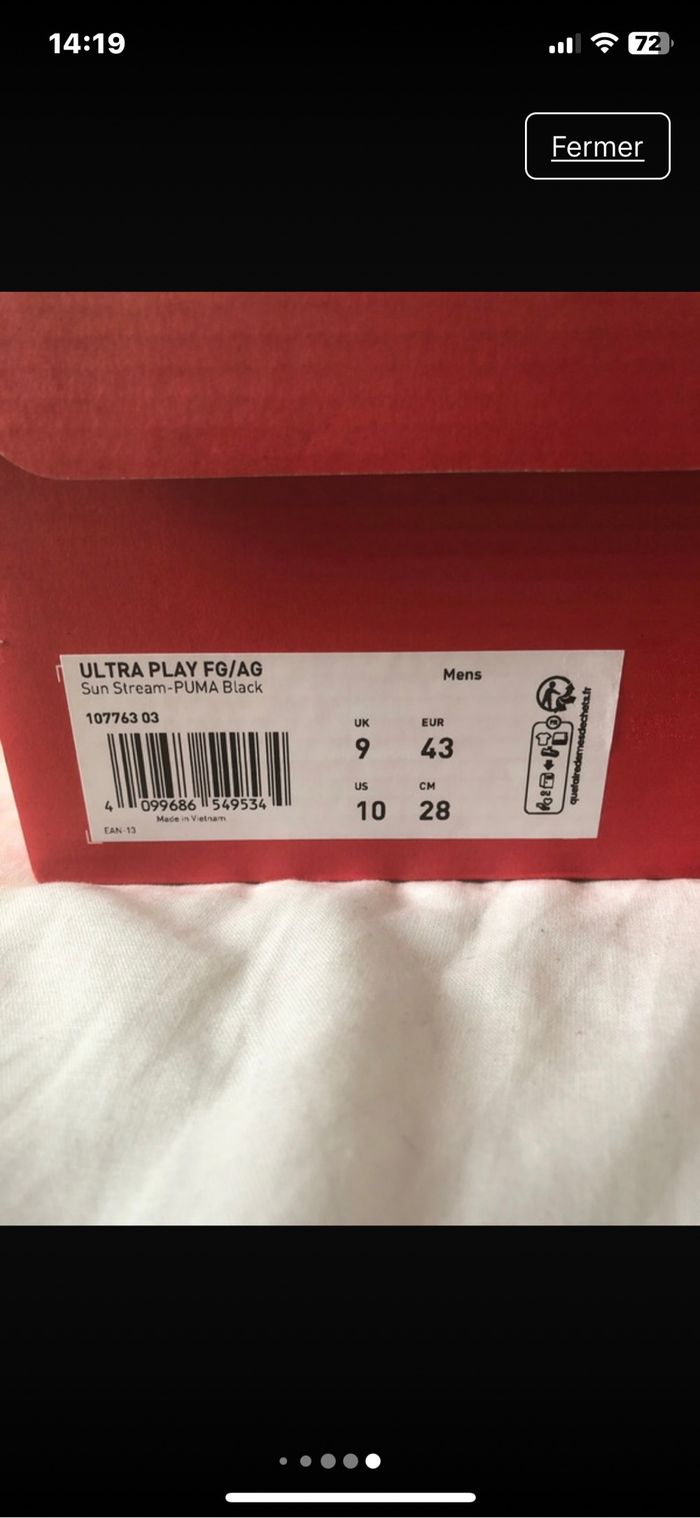 14:19
72
Fermer
ULTRA PLAY FG/AG
Sun Stream-PUMA Black
Mens
107763 03
UK
EUR
9
43
US
CM
10
28
4 099686 549534
Made in Vietnam
EAN-13
FR
quefairedemesdechets.fr